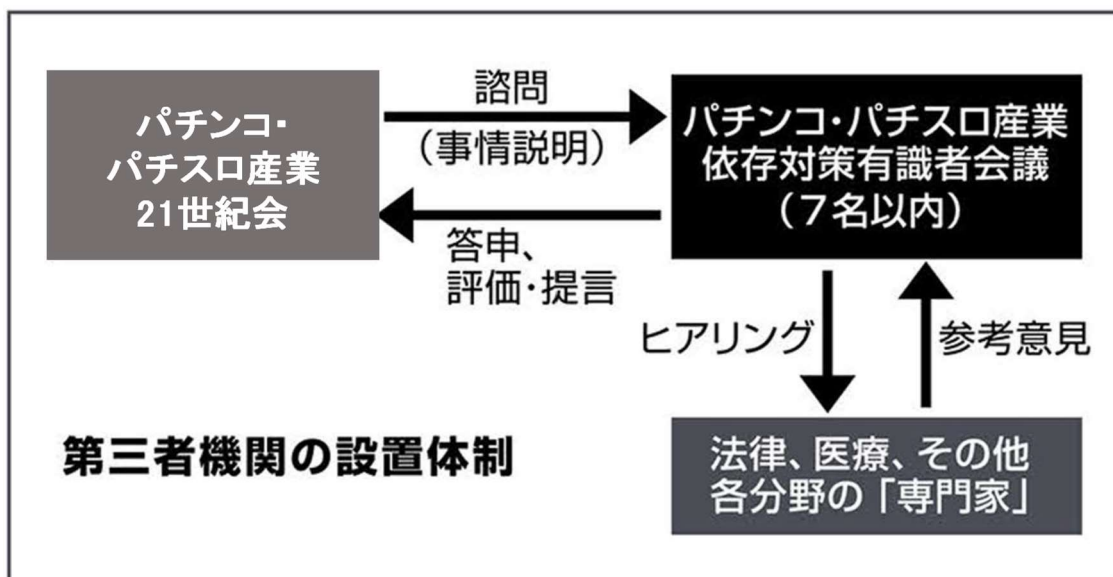 パチンコ・
パチスロ産業
21世紀会
諮問
（事情説明）
答申、
評価・提言
パチンコ・パチスロ産業
依存対策有識者会議
（７名以内）
ヒアリング
参考意見
法律、医療、その他
各分野の「専門家」
第三者機関の設置体制